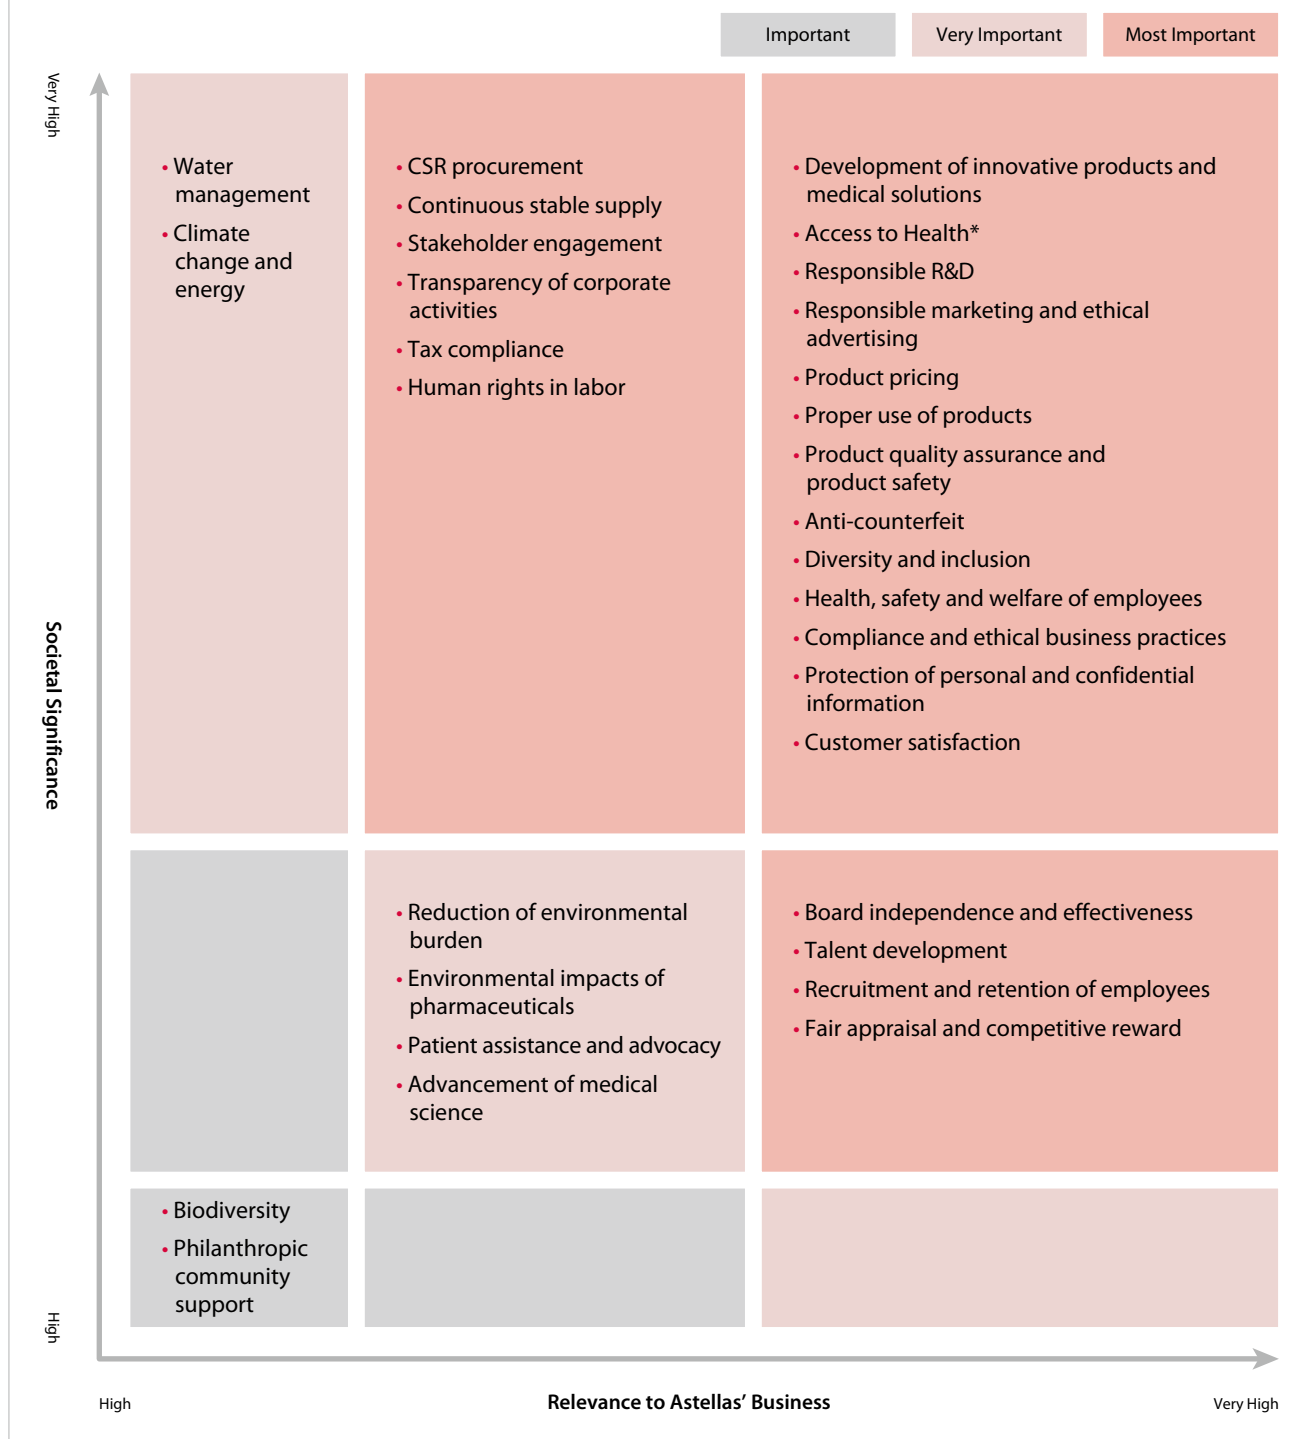 Important
Very Important
Most Important
Very High
• Water
management
• Climate
change and
energy
• CSR procurement
• Continuous stable supply
• Stakeholder engagement
• Transparency of corporate
activities
• Tax compliance
• Human rights in labor
• Development of innovative products and
medical solutions
• Access to Health*
• Responsible R&D
• Responsible marketing and ethical
advertising
• Product pricing
• Proper use of products
• Product quality assurance and
product safety
• Anti-counterfeit
• Diversity and inclusion
• Health, safety and welfare of employees
• Compliance and ethical business practices
• Protection of personal and confidential
information
• Customer satisfaction
Societal Significance
• Reduction of environmental
burden
• Environmental impacts of
pharmaceuticals
• Patient assistance and advocacy
• Advancement of medical
science
• Board independence and effectiveness
• Talent development
• Recruitment and retention of employees
• Fair appraisal and competitive reward
• Biodiversity
• Philanthropic
community
support
High
High
Relevance to Astellas’ Business
Very High